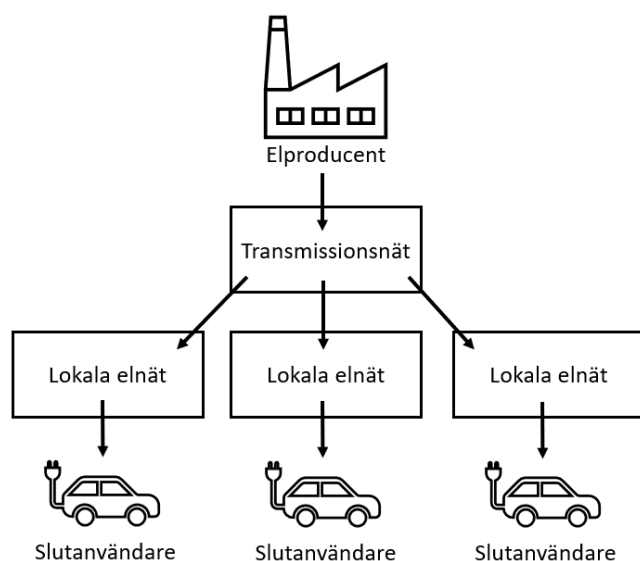 Elproducent
Transmissionsnät
Lokala elnät
Lokala elnät
Lokala elnät
Slutanvändare
Slutanvändare
Slutanvändare